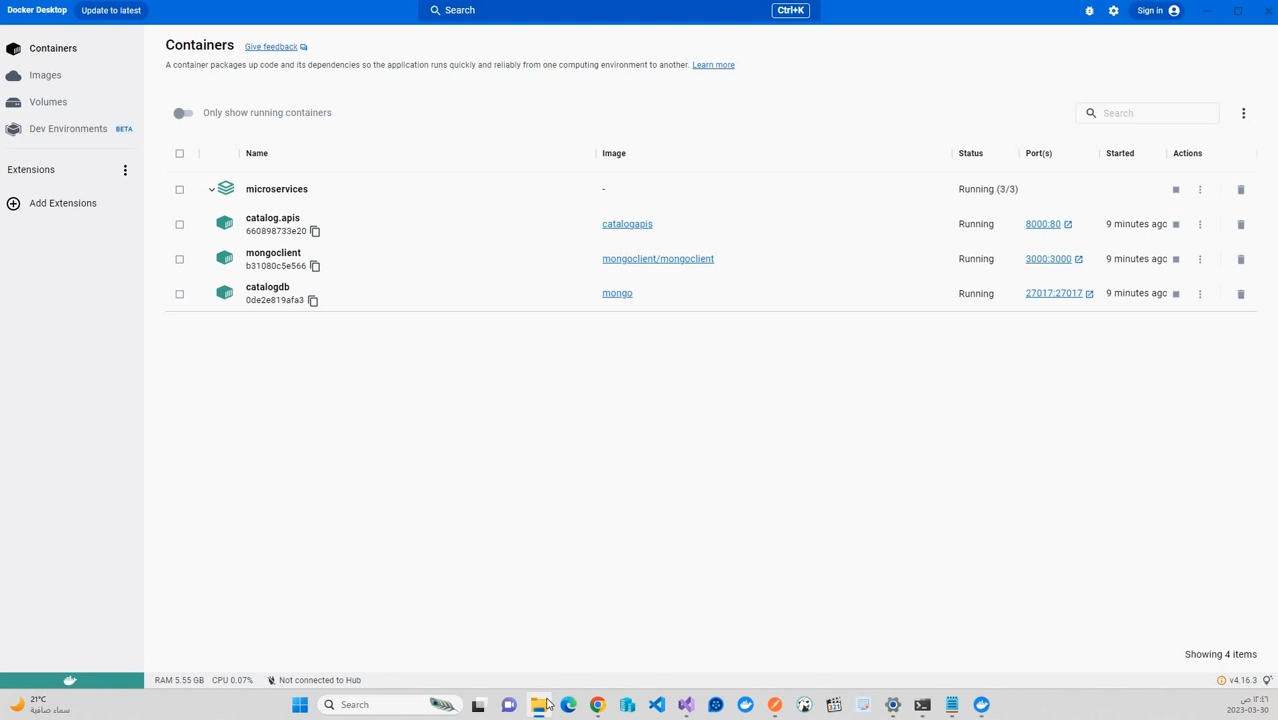 Docker Desktop Update to latest Search Ctrl+K Sign in
Containers
Images
Volumes
Dev Environments BETA
Extensions
Add Extensions
Containers Give feedback
A container packages up code and its dependencies so the application runs quickly and reliably from one computing environment to another. Learn more
Only show running containers Search
Name Image Status Port(s) Started Actions
microservices - Running (3/3)
catalog.apis catalogapis Running 8000:80 9 minutes ago
660898733e20
mongoclient mongoclient/mongoclient Running 3000:3000 9 minutes ago
b31080c5e566
catalogdb mongo Running 27017:27017 9 minutes ago
0de2e819afa3
Showing 4 items
RAM 5.55 GB CPU 0.07% Not connected to Hub v4.16.3
21°C
سماء صافية
Search
١٢:٤٦ ص
2023-03-30